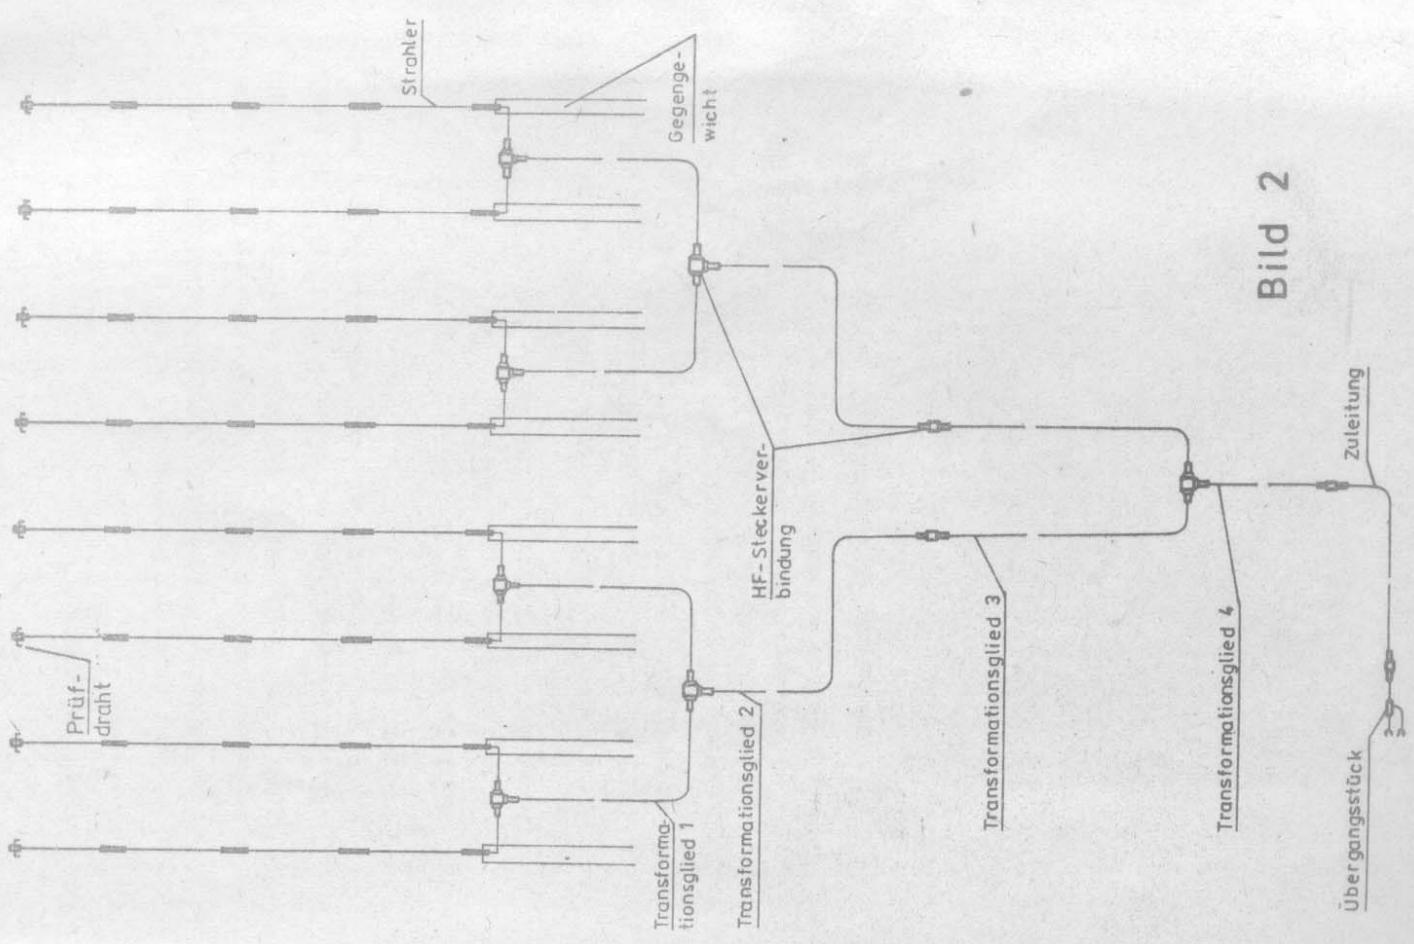 Strahler
Gegenge-
wicht
Prüf-
draht
HF-Steckerver-
bindung
Transforma-
tionsglied 1
Transformationsglied 2
Transformationsglied 3
Transformationsglied 4
Zuleitung
Übergangsstück
Bild 2